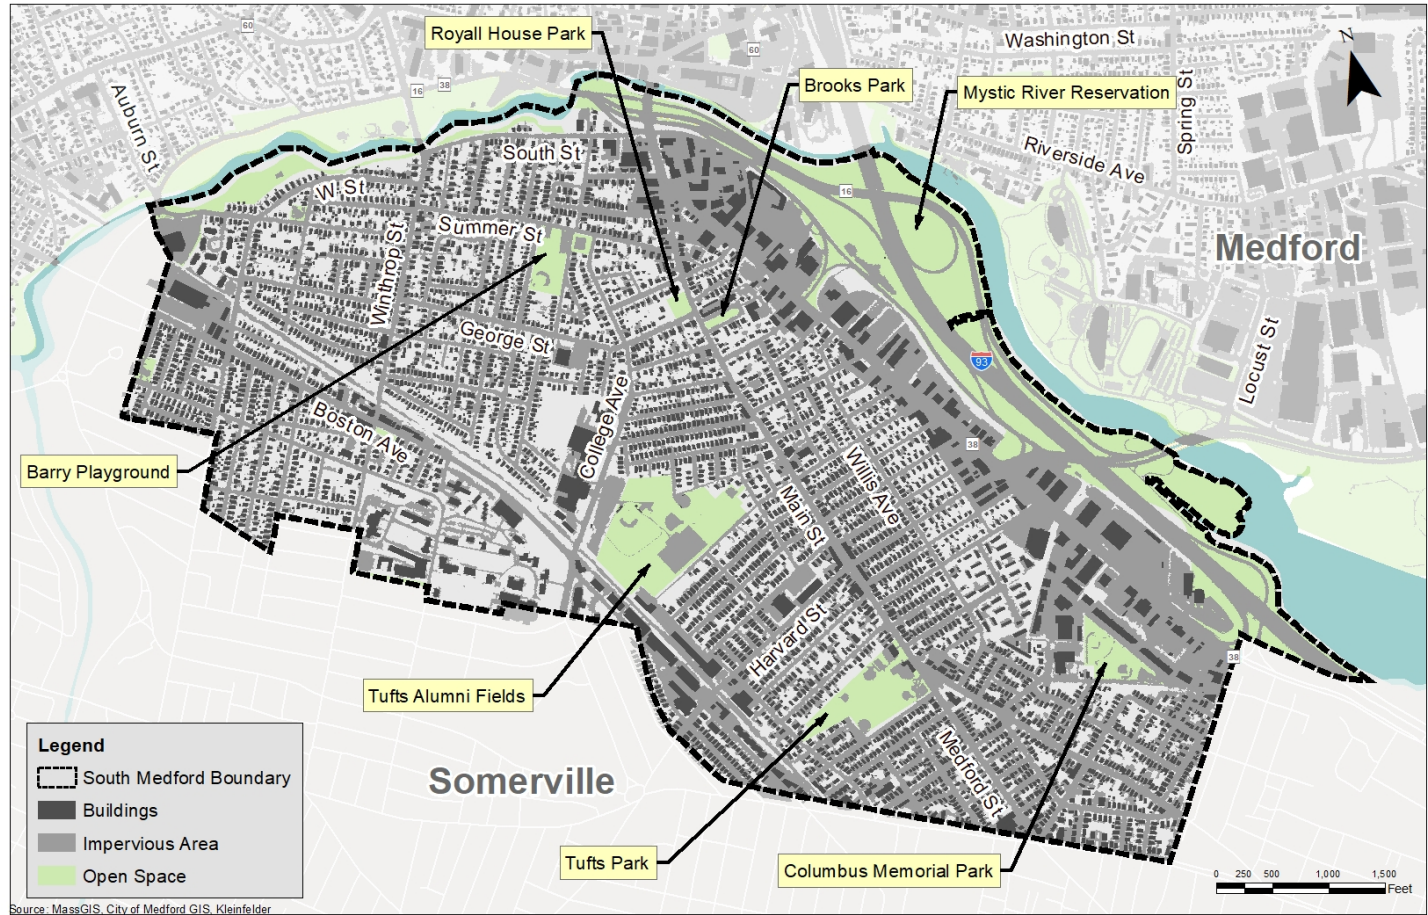 60
Royall House Park
60
Washington St
N
Auburn St
16
38
Brooks Park
Mystic River Reservation
Spring St
South St
Riverside Ave
W. St
16
Summer St
Winthrop St
Medford
George St
93
Locust St
College Ave
Boston Ave
38
Barry Playground
Willis Ave
Main St
Harvard St
38
Tufts Alumni Fields
Medford St
Somerville
Tufts Park
Columbus Memorial Park
Legend
South Medford Boundary
Buildings
Impervious Area
Open Space
0 250 500 1,000 1,500
Feet
Source: MassGIS, City of Medford GIS, Kleinfelder